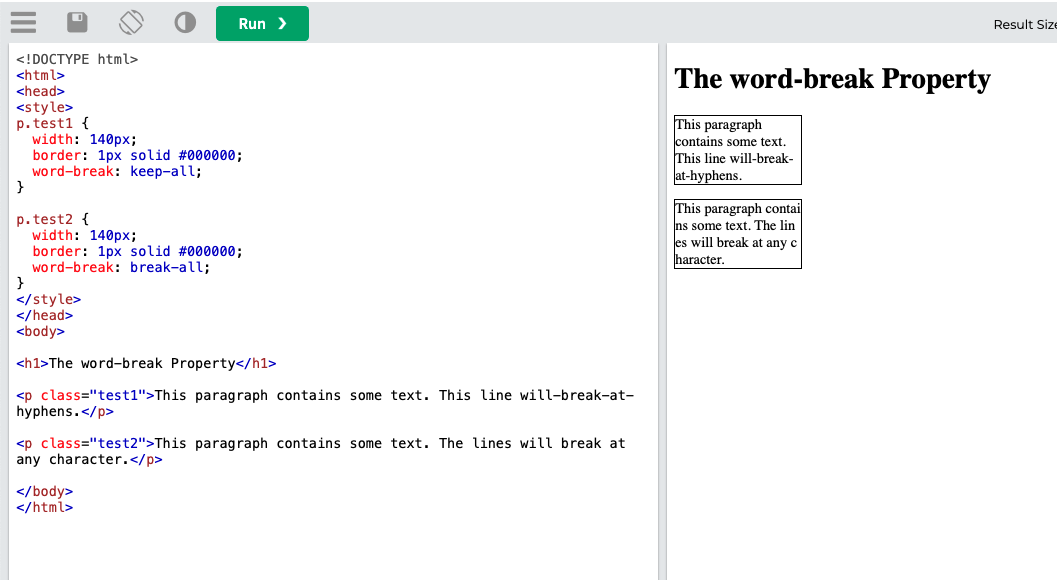 Run ❯
Result Size
<!DOCTYPE html>
<html>
<head>
<style>
p.test1 {
  width: 140px;
  border: 1px solid #000000;
  word-break: keep-all;
}

p.test2 {
  width: 140px;
  border: 1px solid #000000;
  word-break: break-all;
}
</style>
</head>
<body>

<h1>The word-break Property</h1>

<p class="test1">This paragraph contains some text. This line will-break-at-
hyphens.</p>

<p class="test2">This paragraph contains some text. The lines will break at
any character.</p>

</body>
</html>
The word-break Property
This paragraph
contains some text.
This line will-break-
at-hyphens.
This paragraph contai
ns some text. The lin
es will break at any c
haracter.